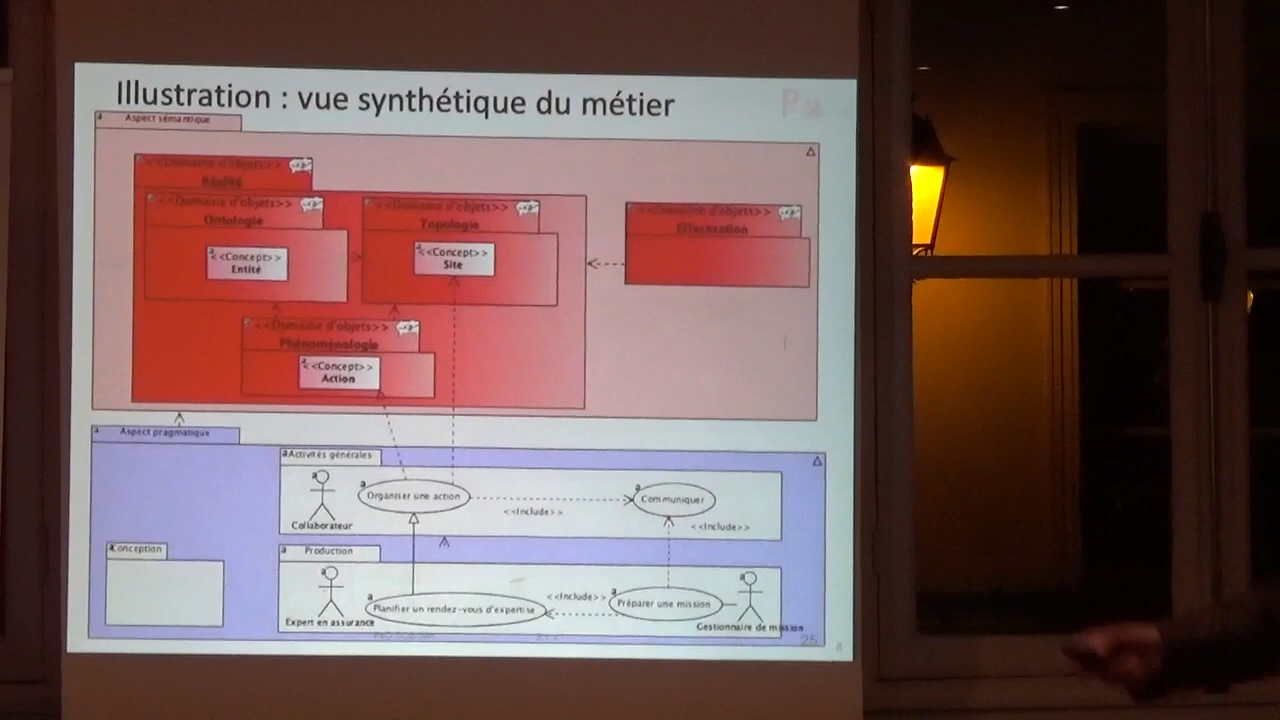 Illustration : vue synthétique du métier
Aspect sémantique
<<Domaine d'objets>>
Réalité
<<Domaine d'objets>>
Ontologie
<<Concept>>
Entité
<<Domaine d'objets>>
Topologie
<<Concept>>
Site
<<Domaine d'objets>>
<<Domaine d'objets>>
Phénoménologie
<<Concept>>
Action
Aspect pragmatique
Activités générales
Collaborateur
Organiser une action
<<Include>>
Communiquer
<<Include>>
Conception
Production
Expert en assurance
Planifier un rendez-vous d'expertise
<<Include>>
Préparer une mission
Gestionnaire de mission
25